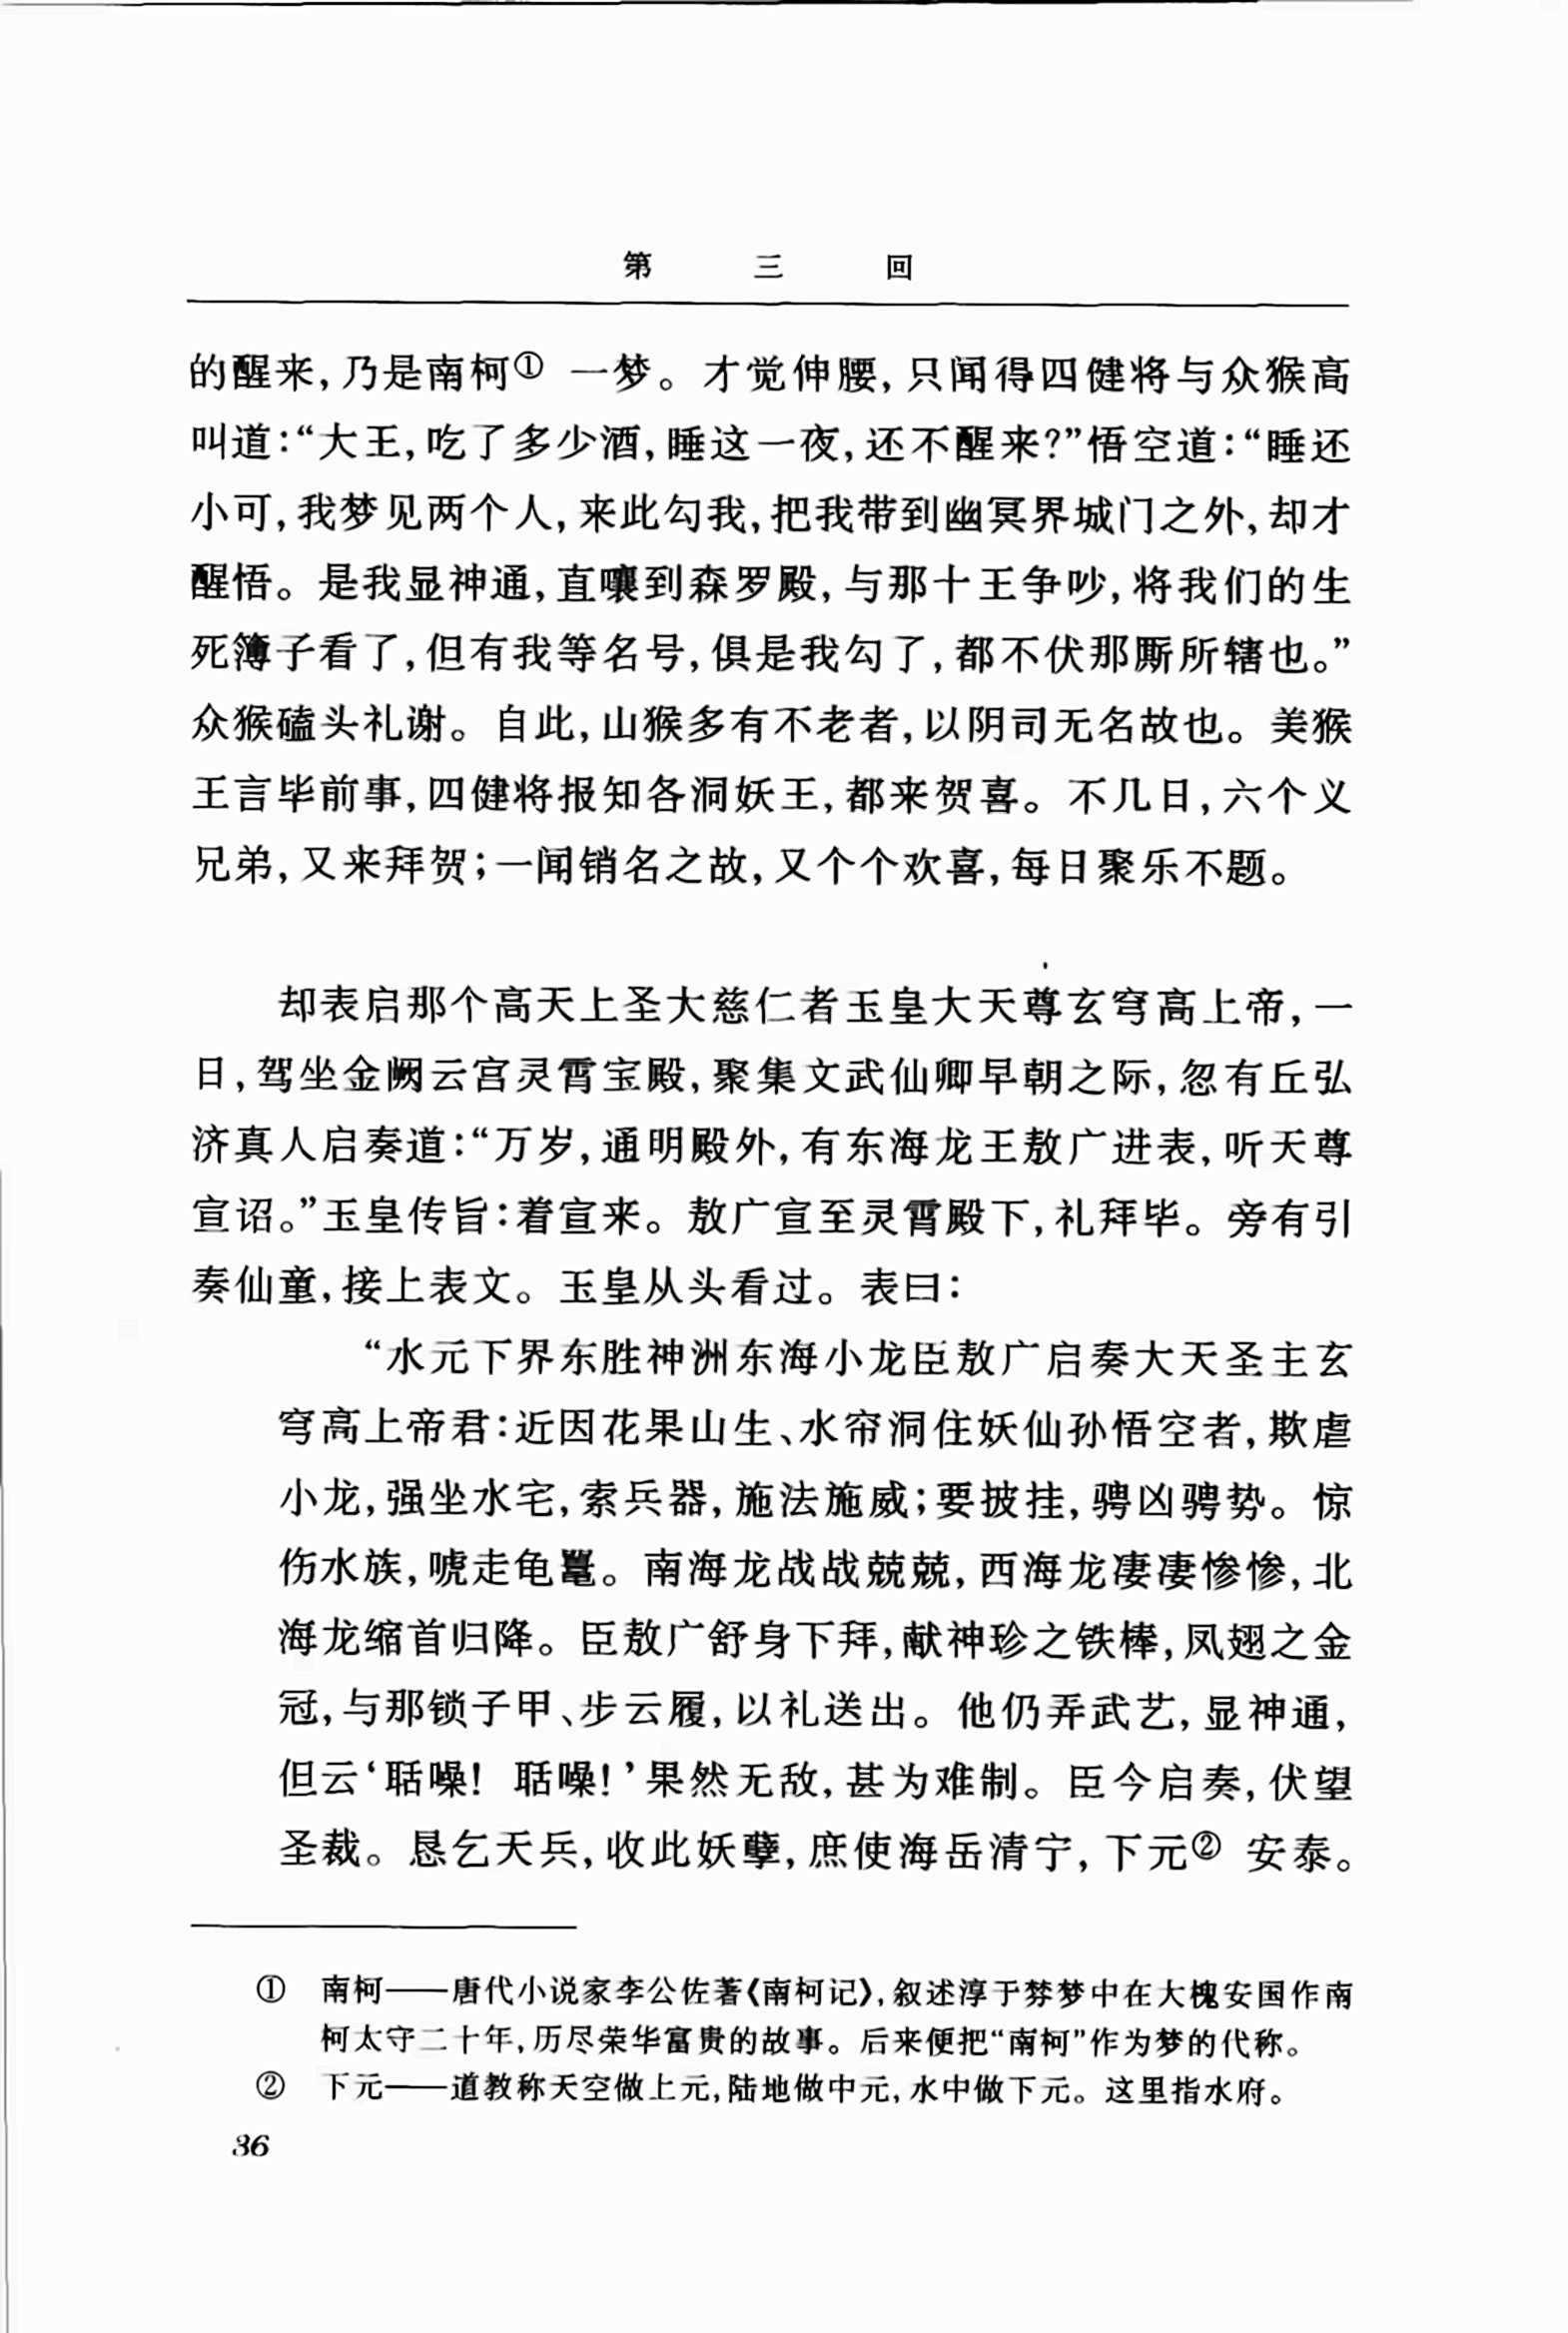 第三回
的醒来,乃是南柯① 一梦。才觉伸腰,只闻得四健将与众猴高
叫道:“大王,吃了多少酒,睡这一夜,还不醒来?”悟空道:“睡还
小可,我梦见两个人,来此勾我,把我带到幽冥界城门之外,却才
醒悟。是我显神通,直嚷到森罗殿,与那十王争吵,将我们的生
死簿子看了,但有我等名号,俱是我勾了,都不伏那厮所辖也。”
众猴磕头礼谢。自此,山猴多有不老者,以阴司无名故也。美猴
王言毕前事,四健将报知各洞妖王,都来贺喜。不几日,六个义
兄弟,又来拜贺;一闻销名之故,又个个欢喜,每日聚乐不题。
却表启那个高天上圣大慈仁者玉皇大天尊玄穹高上帝,一
日,驾坐金阙云宫灵霄宝殿,聚集文武仙卿早朝之际,忽有丘弘
济真人启奏道:“万岁,通明殿外,有东海龙王敖广进表,听天尊
宣诏。”玉皇传旨:着宣来。敖广宣至灵霄殿下,礼拜毕。旁有引
奏仙童,接上表文。玉皇从头看过。表曰:
“水元下界东胜神洲东海小龙臣敖广启奏大天圣主玄
穹高上帝君:近因花果山生、水帘洞住妖仙孙悟空者,欺虐
小龙,强坐水宅,索兵器,施法施威;要披挂,骋凶骋势。惊
伤水族,唬走龟鼍。南海龙战战兢兢,西海龙凄凄惨惨,北
海龙缩首归降。臣敖广舒身下拜,献神珍之铁棒,凤翅之金
冠,与那锁子甲、步云履,以礼送出。他仍弄武艺,显神通,
但云‘聒噪! 聒噪!’果然无敌,甚为难制。臣今启奏,伏望
圣裁。恳乞天兵,收此妖孽,庶使海岳清宁,下元② 安泰。
① 南柯——唐代小说家李公佐著《南柯记》,叙述淳于棼梦中在大槐安国作南
柯太守二十年,历尽荣华富贵的故事。后来便把“南柯”作为梦的代称。
② 下元——道教称天空做上元,陆地做中元,水中做下元。这里指水府。
36